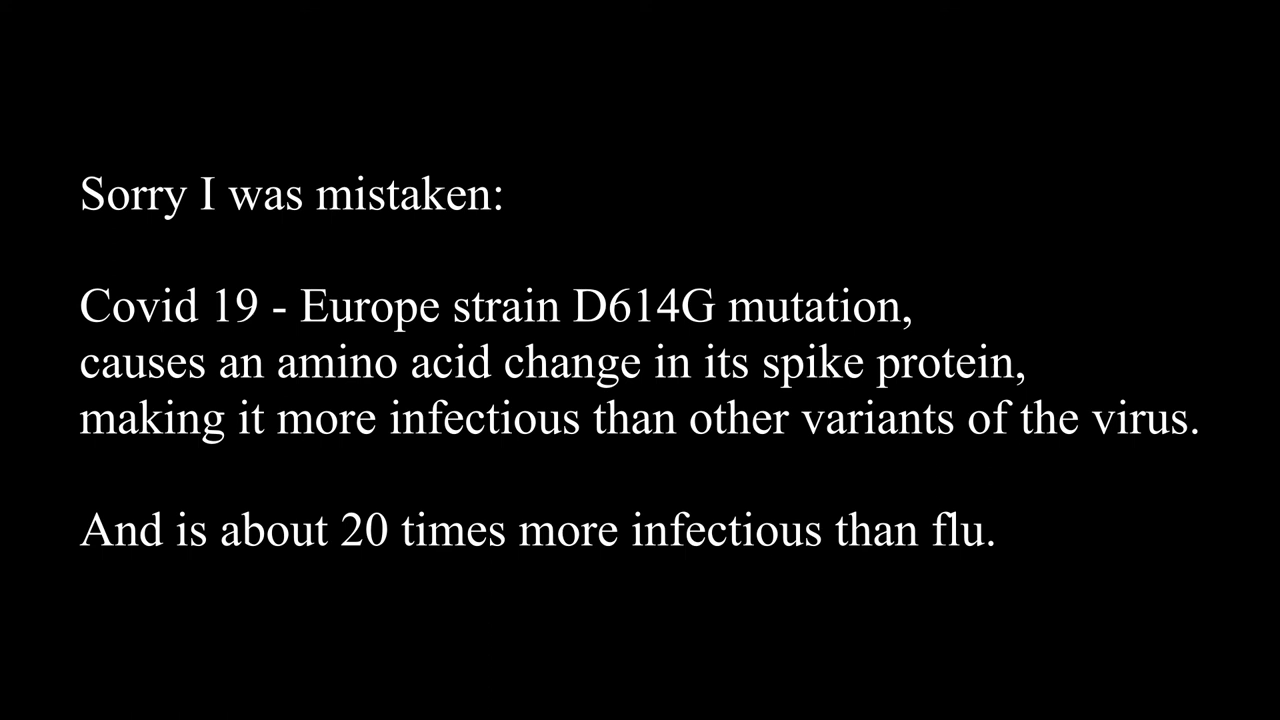 Sorry I was mistaken:
Covid 19 - Europe strain D614G mutation,
causes an amino acid change in its spike protein,
making it more infectious than other variants of the virus.
And is about 20 times more infectious than flu.